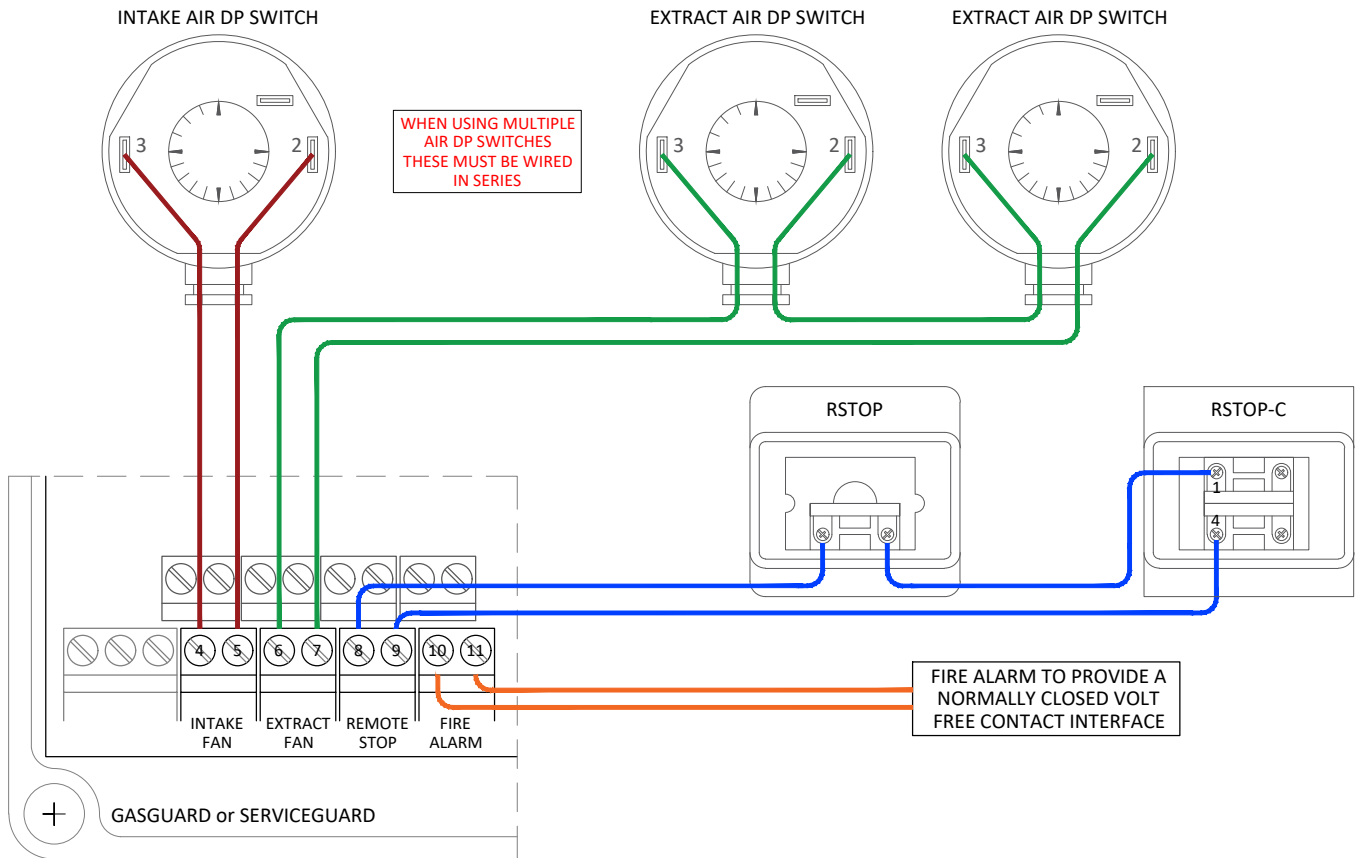 INTAKE AIR DP SWITCH
EXTRACT AIR DP SWITCH
EXTRACT AIR DP SWITCH
3
2
WHEN USING MULTIPLE
AIR DP SWITCHES
THESE MUST BE WIRED
IN SERIES
3
2
3
2
RSTOP
RSTOP-C
1
4
4
5
6
7
8
9
10
11
INTAKE
FAN
EXTRACT
FAN
REMOTE
STOP
FIRE
ALARM
FIRE ALARM TO PROVIDE A
NORMALLY CLOSED VOLT
FREE CONTACT INTERFACE
GASGUARD or SERVICEGUARD